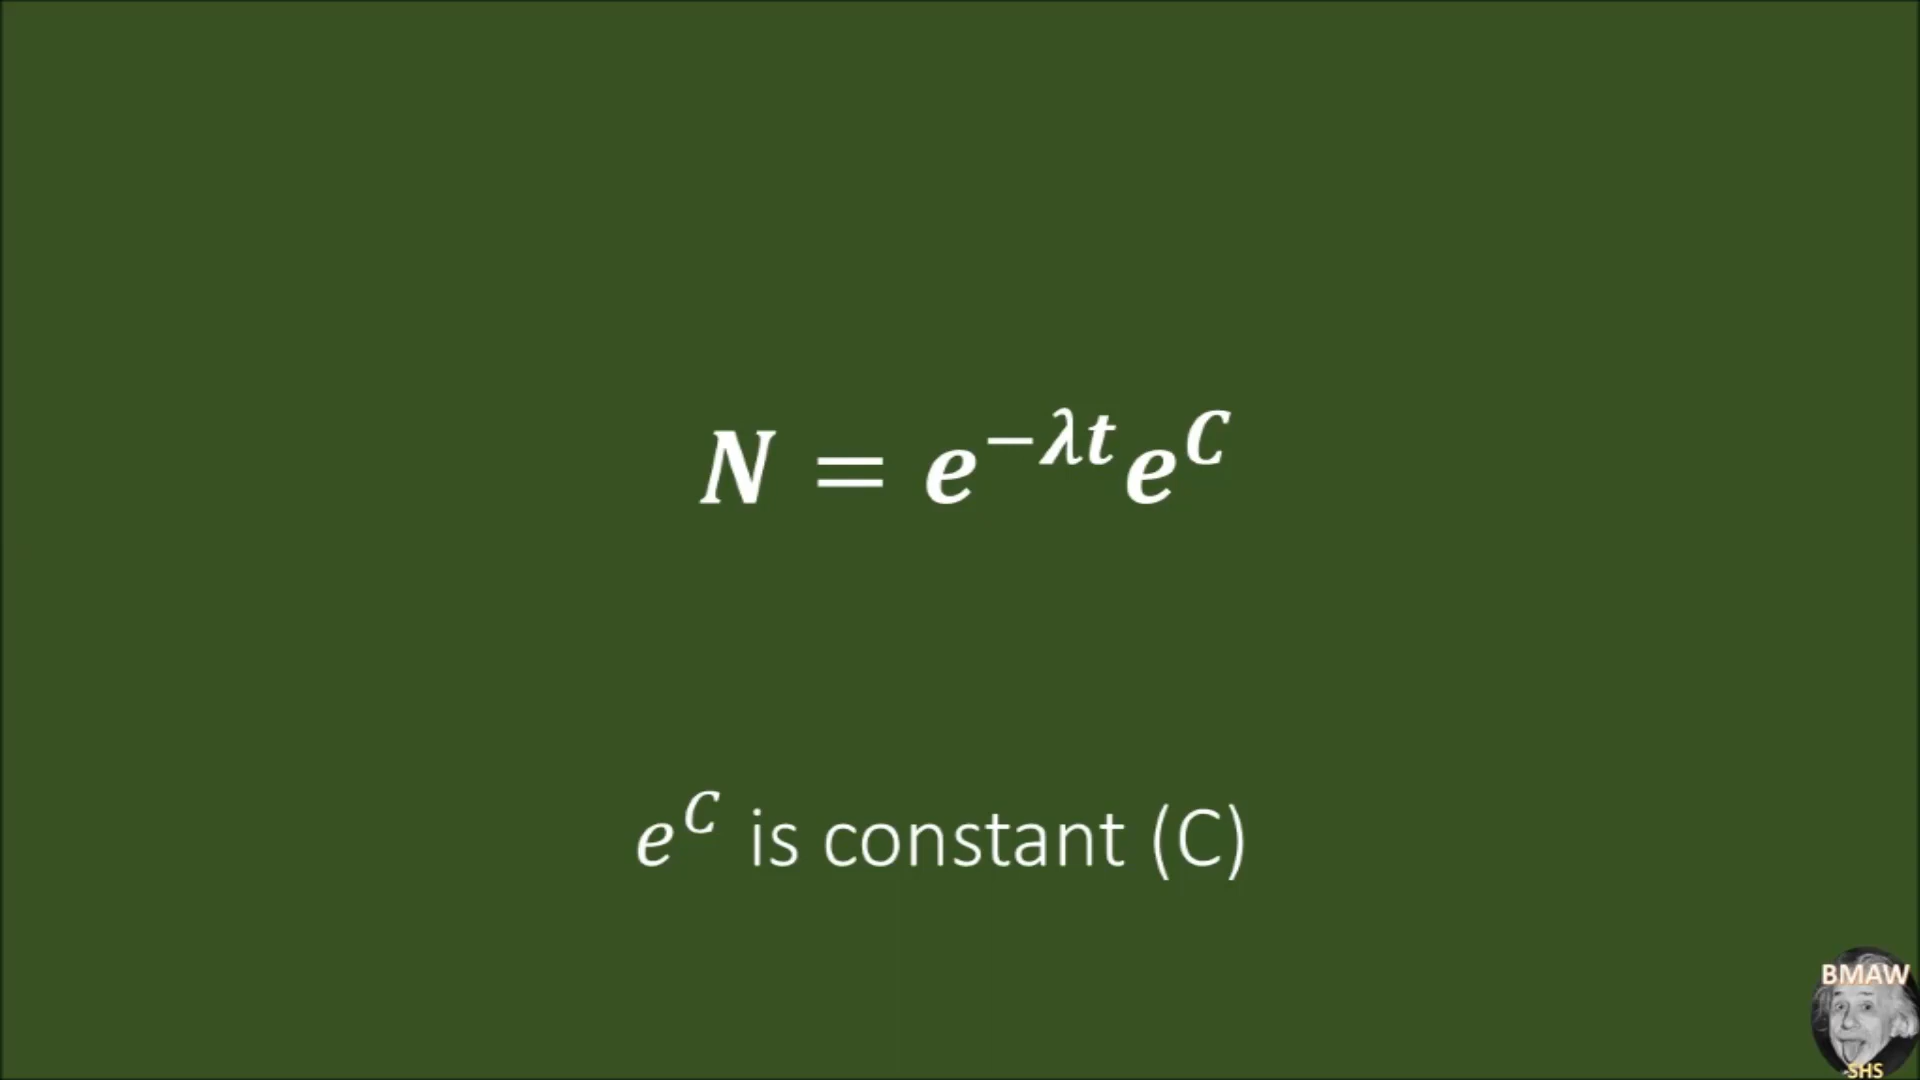 N = e^{-λt}e^{C}
e^{C} is constant (C)
BMAW
SHS